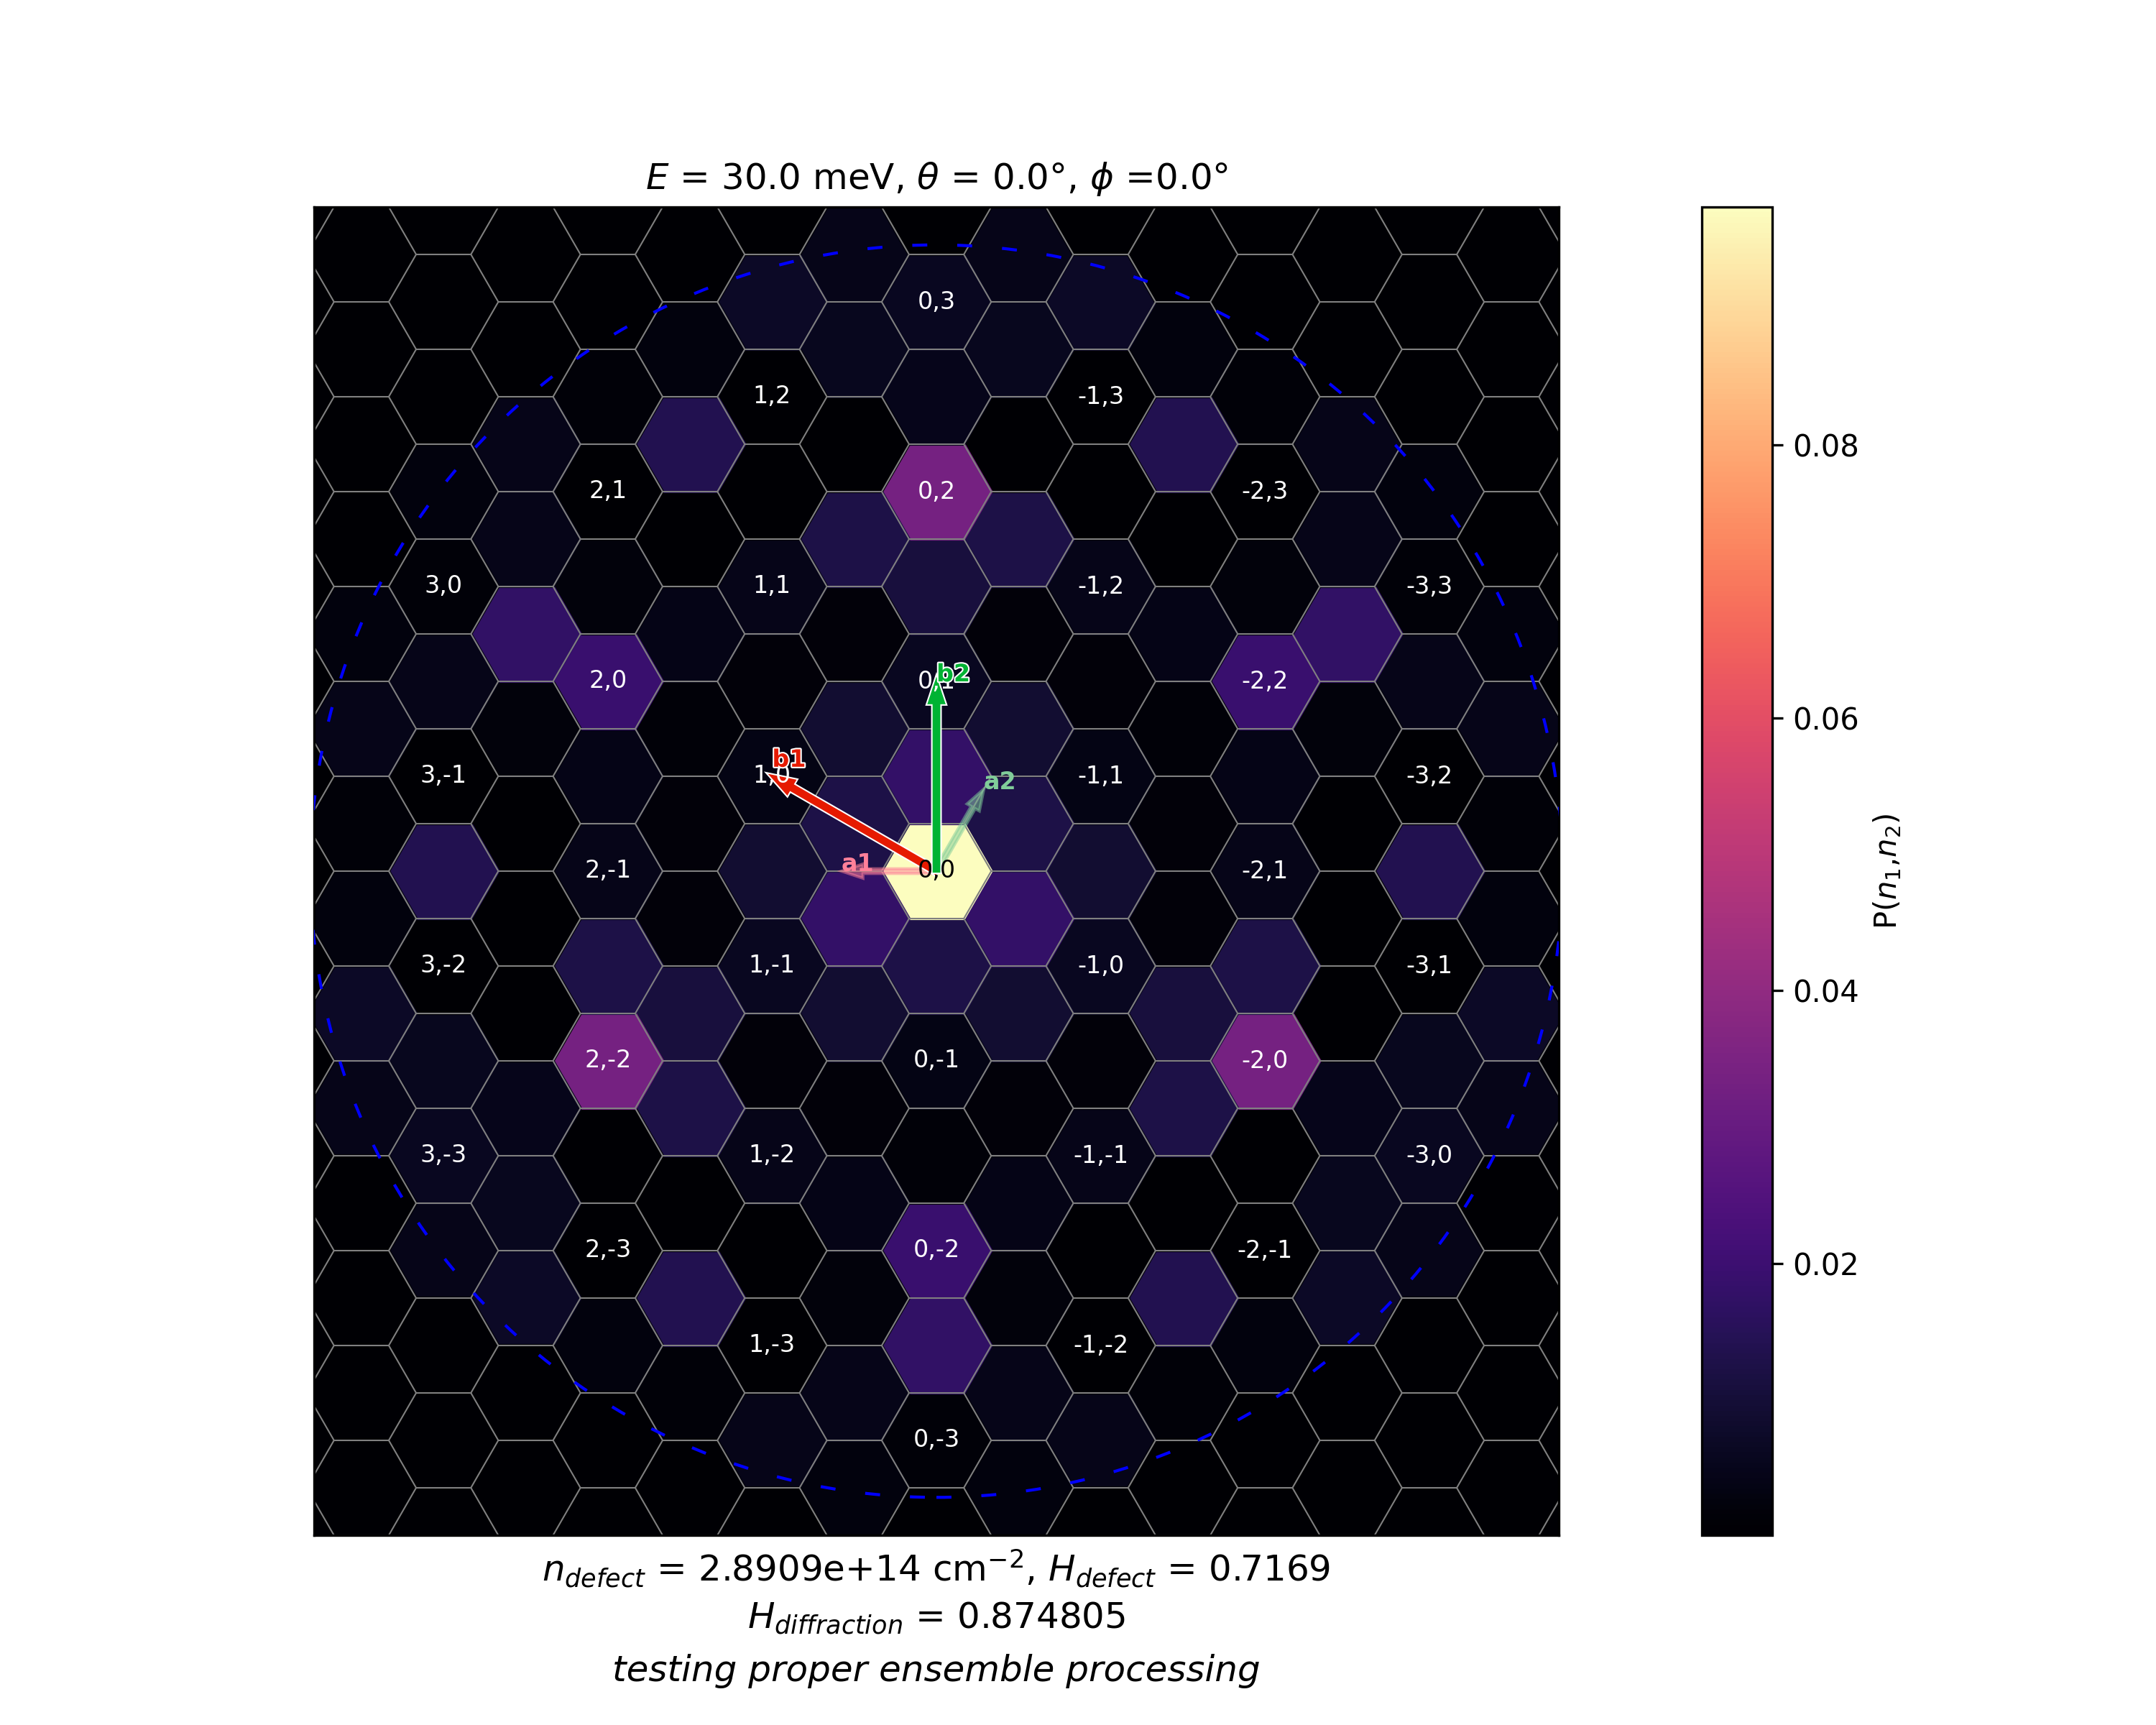 E = 30.0 meV, θ = 0.0°, ϕ =0.0°
0,3
1,2 -1,3
2,1 0,2 -2,3
3,0 1,1 -1,2 -3,3
2,0 0,1 b2 -2,2
3,-1 1,0 b1 a2 -1,1 -3,2
2,-1 a1 0,0 -2,1
3,-2 1,-1 -1,0 -3,1
2,-2 0,-1 -2,0
3,-3 1,-2 -1,-1 -3,0
2,-3 0,-2 -2,-1
1,-3 -1,-2
0,-3
0.08
0.06
0.04
0.02
P(n₁,n₂)
n_defect = 2.8909e+14 cm⁻², H_defect = 0.7169
H_diffraction = 0.874805
testing proper ensemble processing